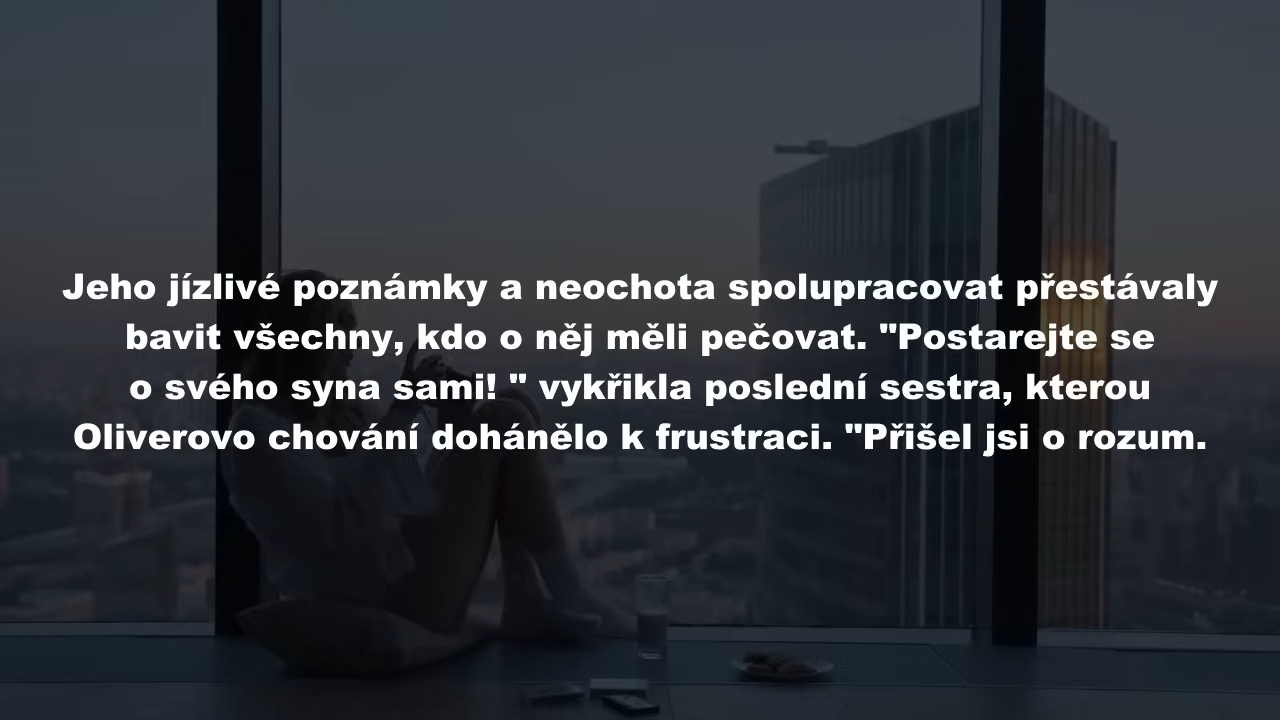 Jeho jízlivé poznámky a neochota spolupracovat přestávaly
bavit všechny, kdo o něj měli pečovat. "Postarejte se
o svého syna sami! " vykřikla poslední sestra, kterou
Oliverovo chování dohánělo k frustraci. "Přišel jsi o rozum.